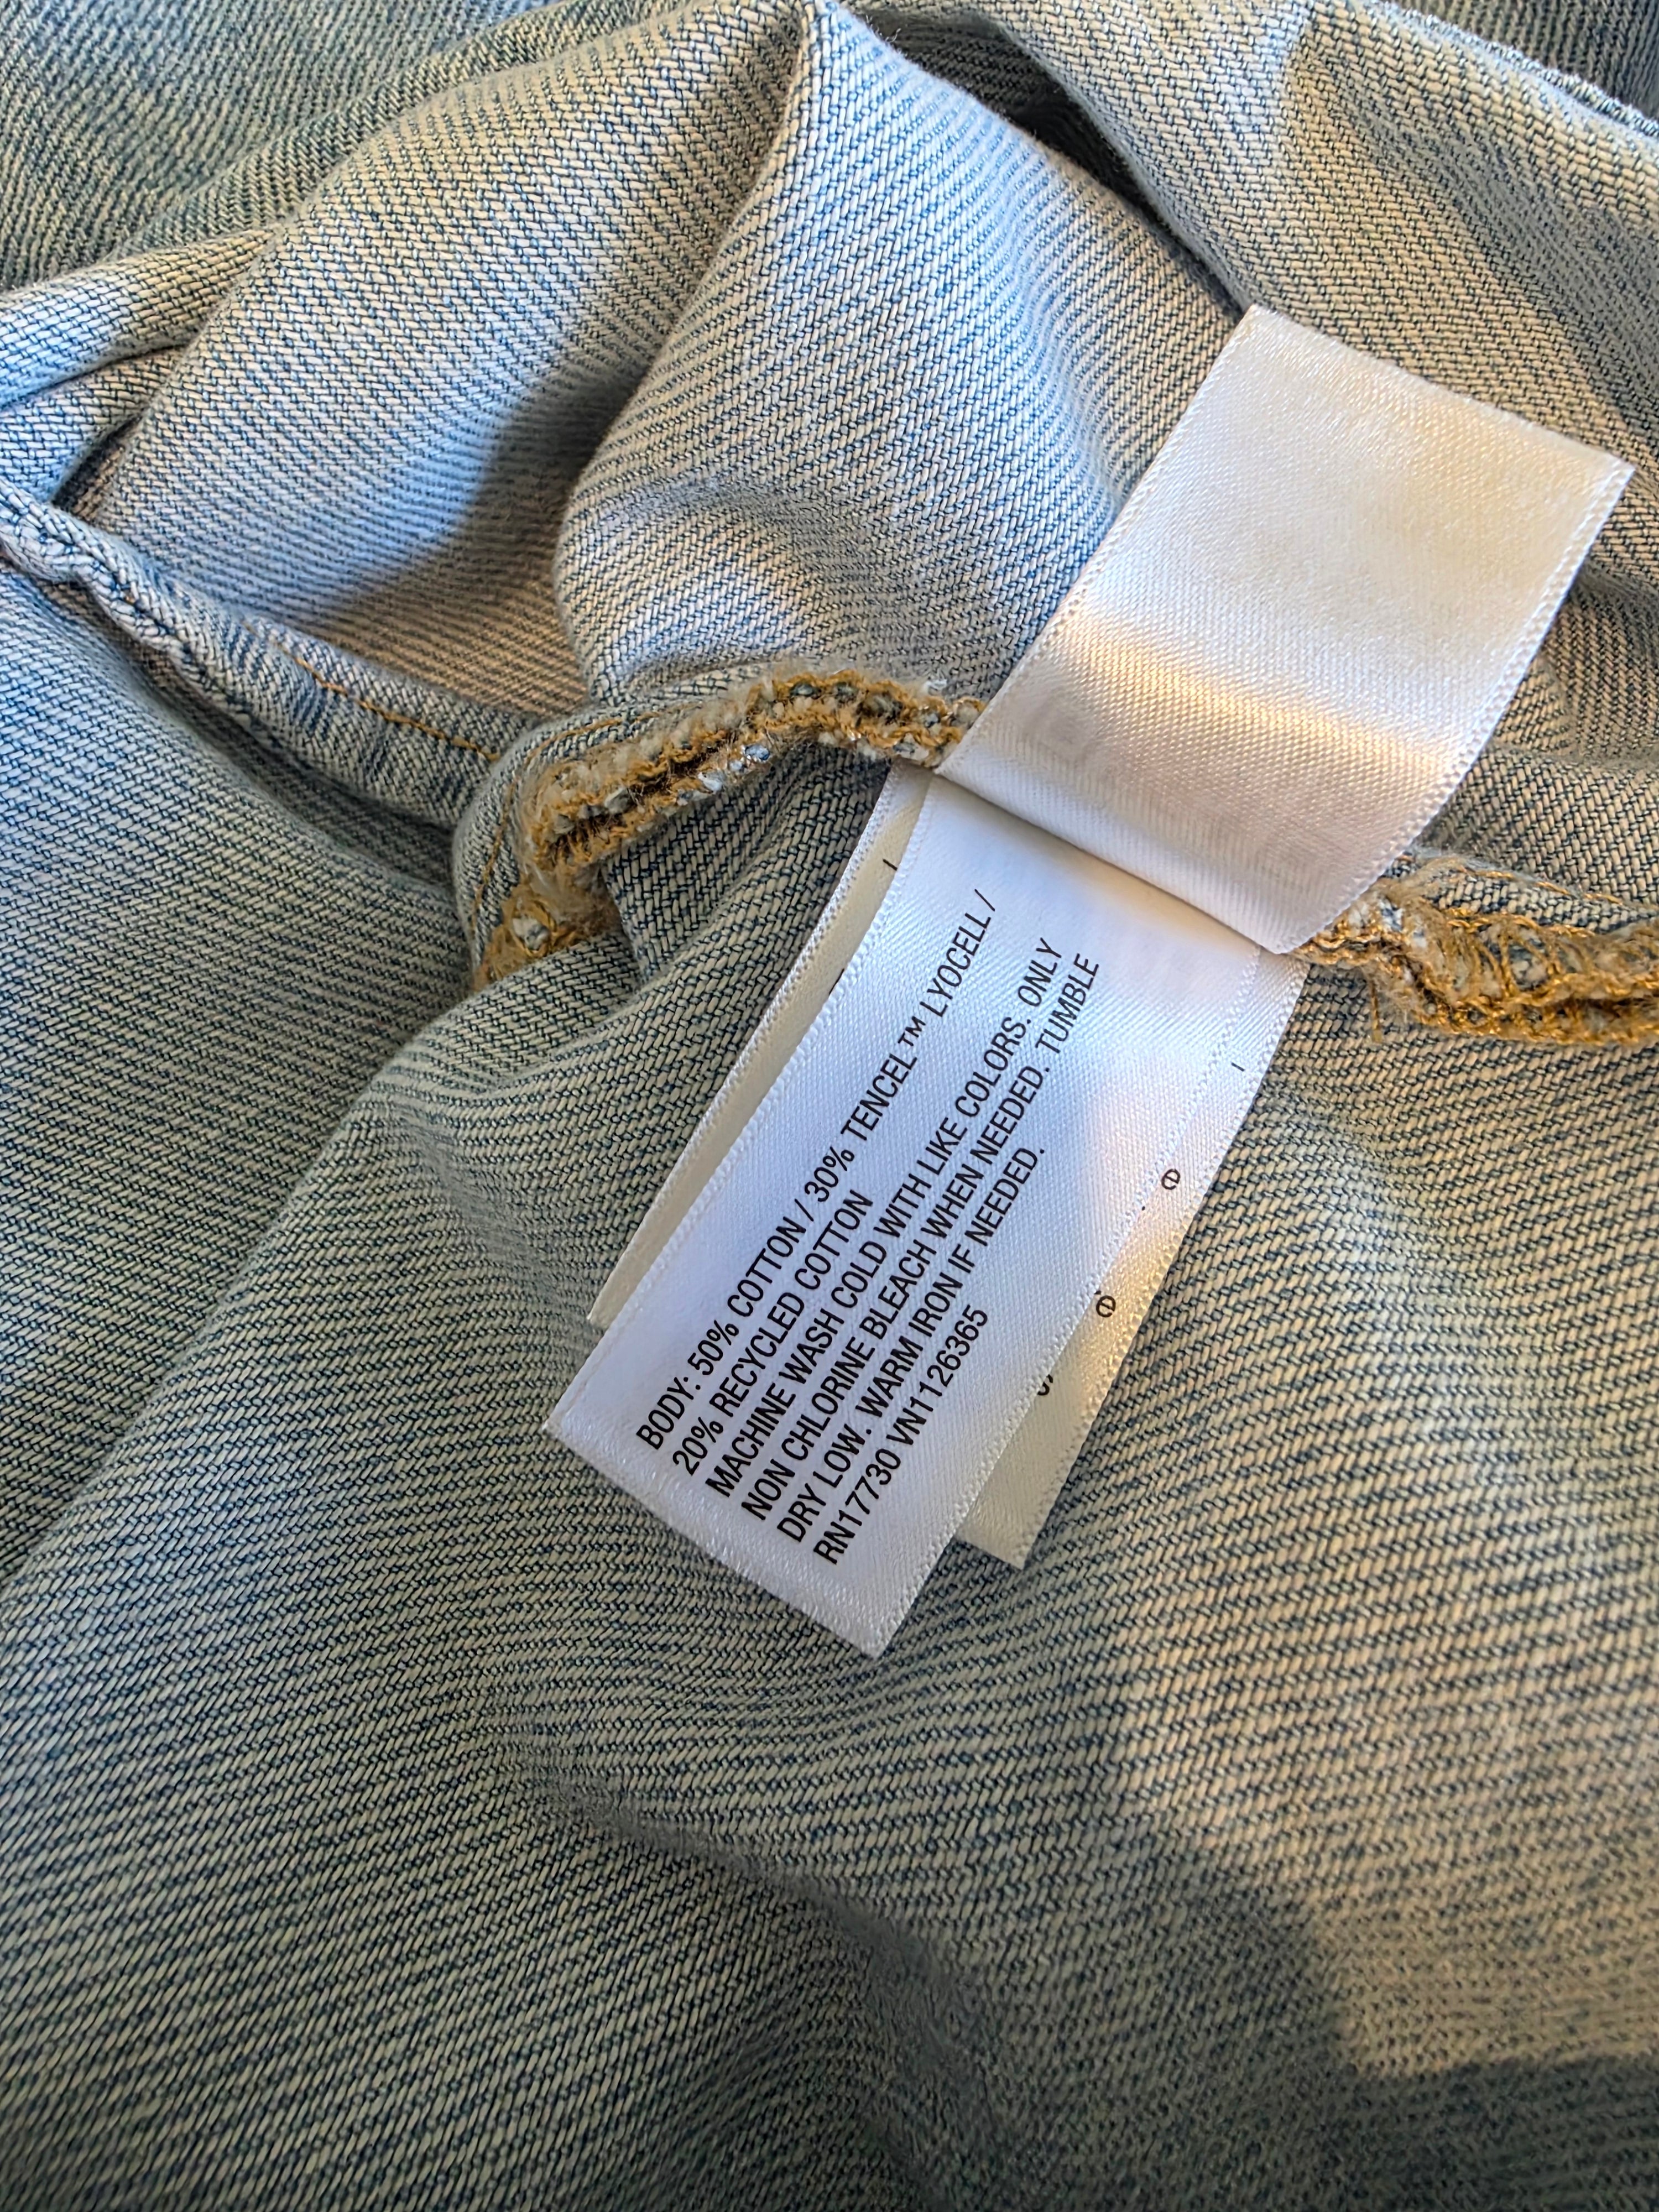 BODY: 50% COTTON / 30% TENCEL™ LYOCELL /
20% RECYCLED COTTON
MACHINE WASH COLD WITH LIKE COLORS. ONLY
NON CHLORINE BLEACH WHEN NEEDED. TUMBLE
DRY LOW. WARM IRON IF NEEDED.
RN17730 VN1126365